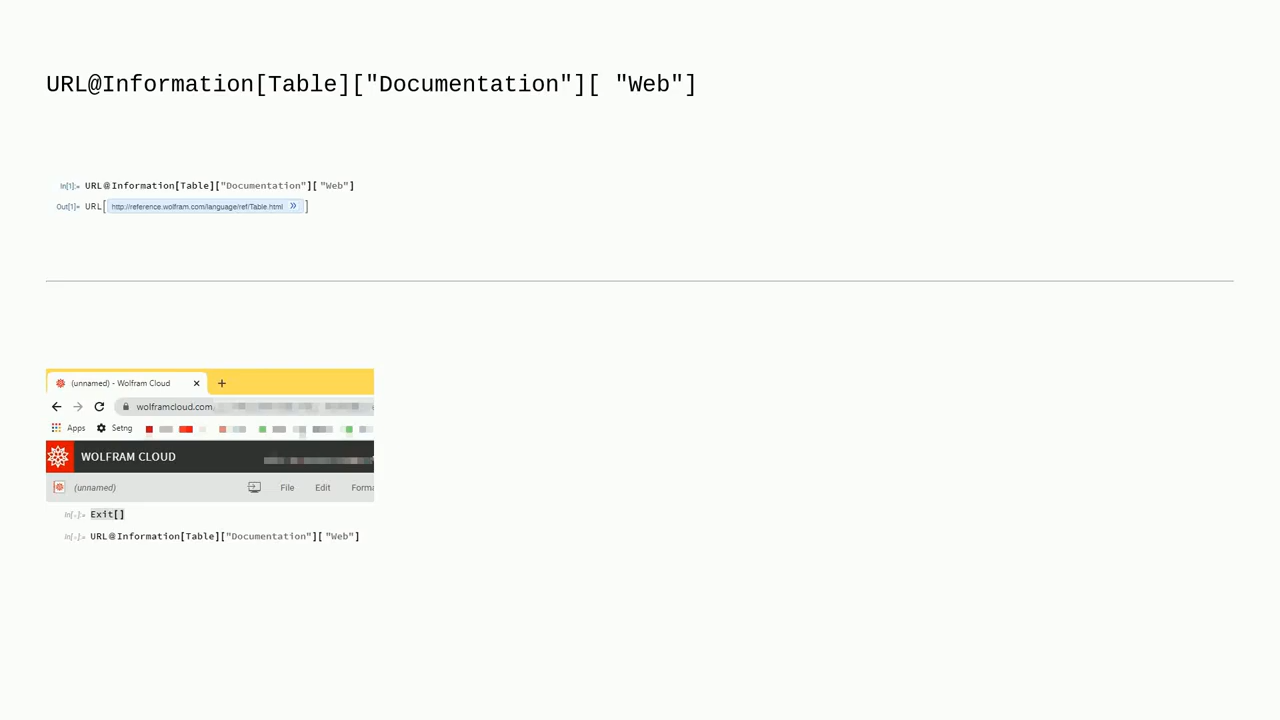 URL@Information[Table]["Documentation"][ "Web"]
In[1]:= URL@Information[Table]["Documentation"][ "Web"]
Out[1]= URL[http://reference.wolfram.com/language/ref/Table.html »]
(unnamed) - Wolfram Cloud × +
wolframcloud.com
Apps Setng
WOLFRAM CLOUD
(unnamed) File Edit Forma
In[•]:= Exit[]
In[•]:= URL@Information[Table]["Documentation"][ "Web"]